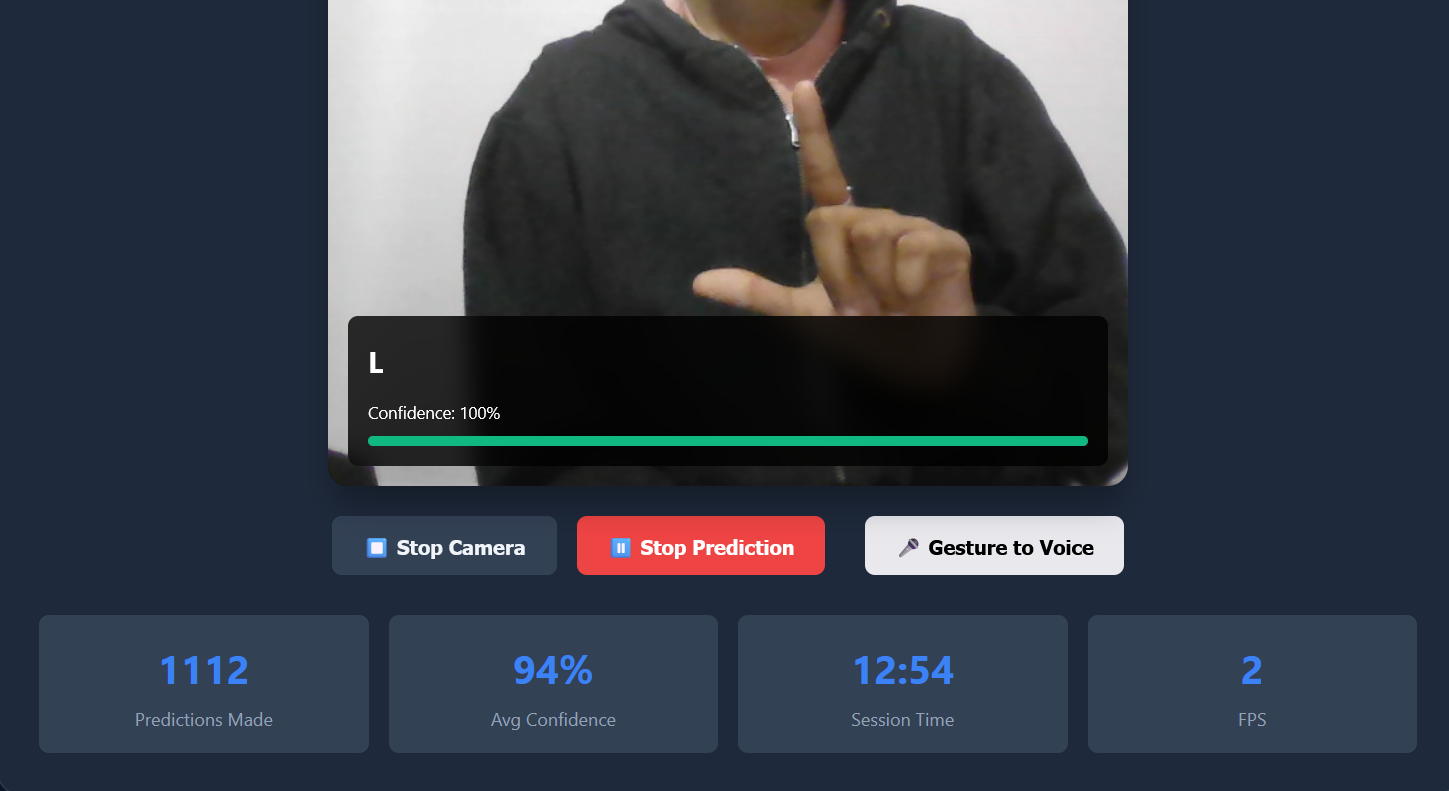 L
Confidence: 100%
Stop Camera
Stop Prediction
Gesture to Voice
1112
Predictions Made
94%
Avg Confidence
12:54
Session Time
2
FPS